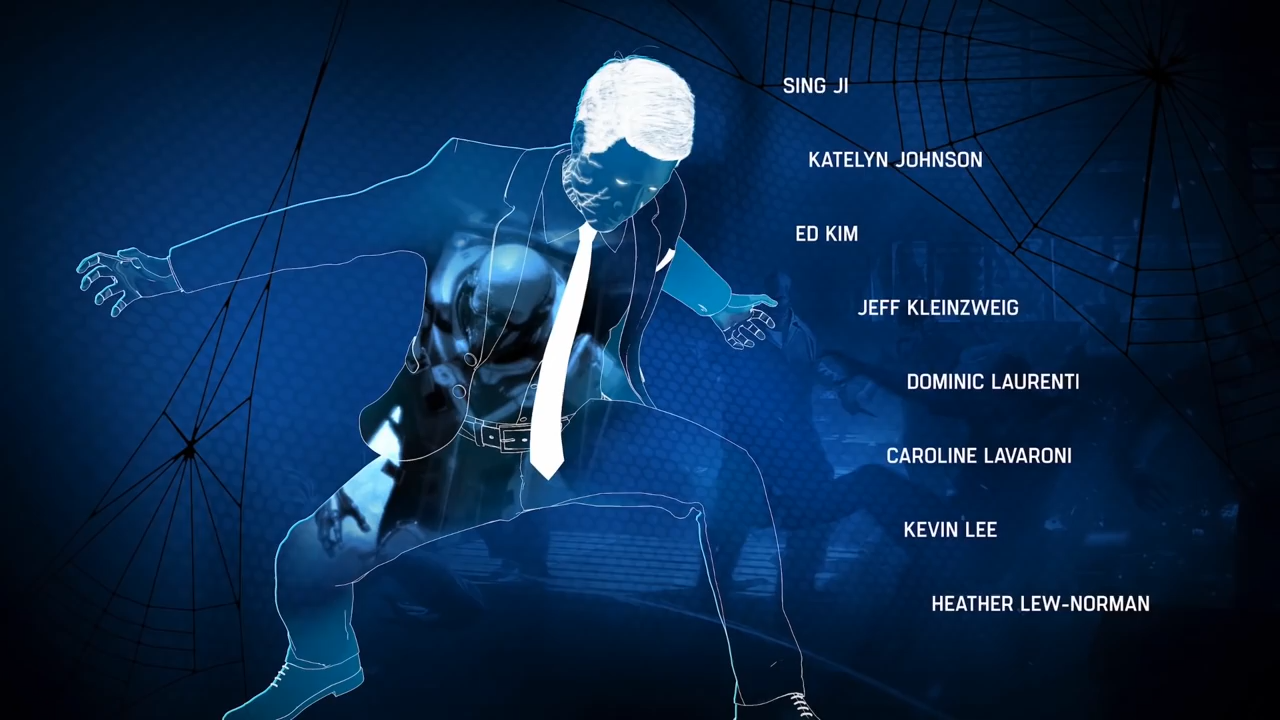 SING JI
KATELYN JOHNSON
ED KIM
JEFF KLEINZWEIG
DOMINIC LAURENTI
CAROLINE LAVARONI
KEVIN LEE
HEATHER LEW-NORMAN